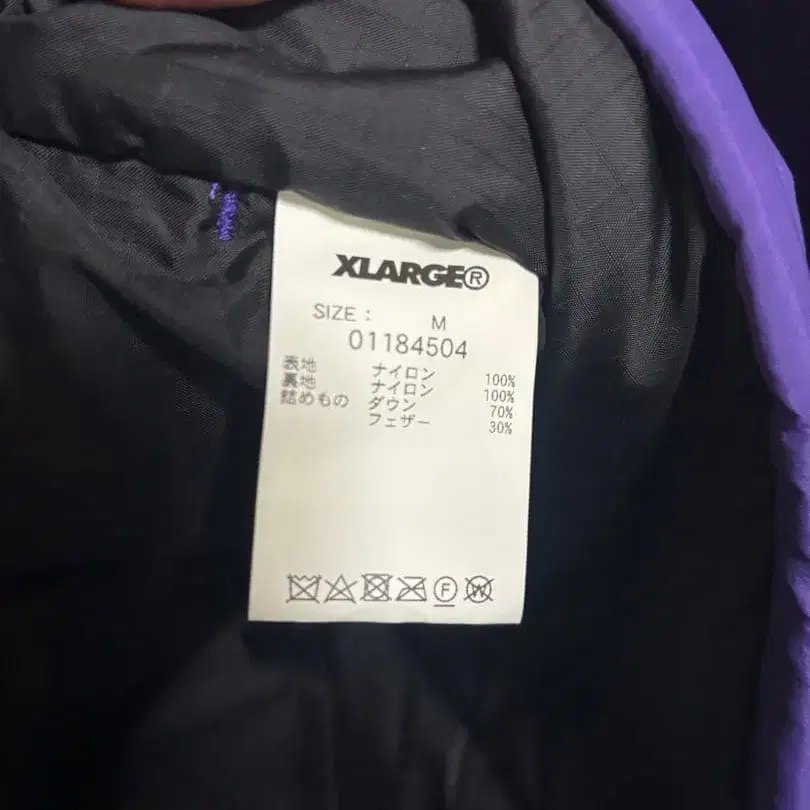 XLARGE®
SIZE : M
01184504
表地 ナイロン 100%
裏地 ナイロン 100%
詰めもの ダウン 70%
フェザー 30%
F W